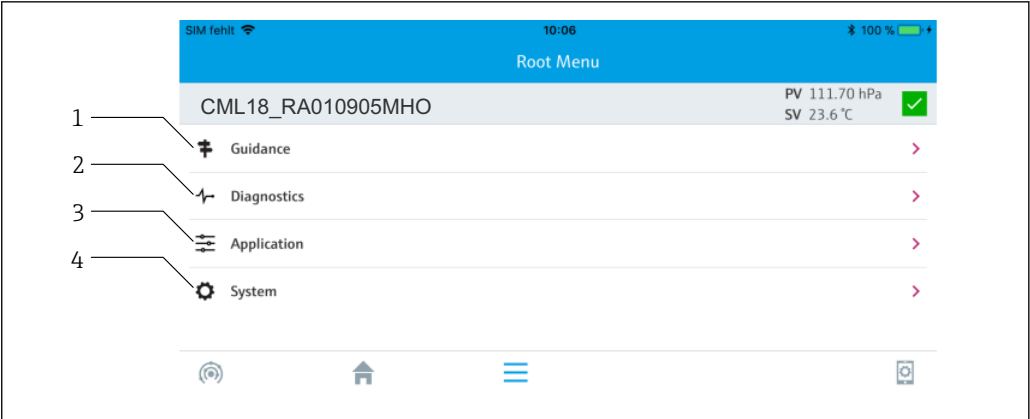 SIM fehlt 10:06 100 %
Root Menu
CML18_RA010905MHO
PV 111.70 hPa
SV 23.6 °C
1 Guidance
2 Diagnostics
3 Application
4 System